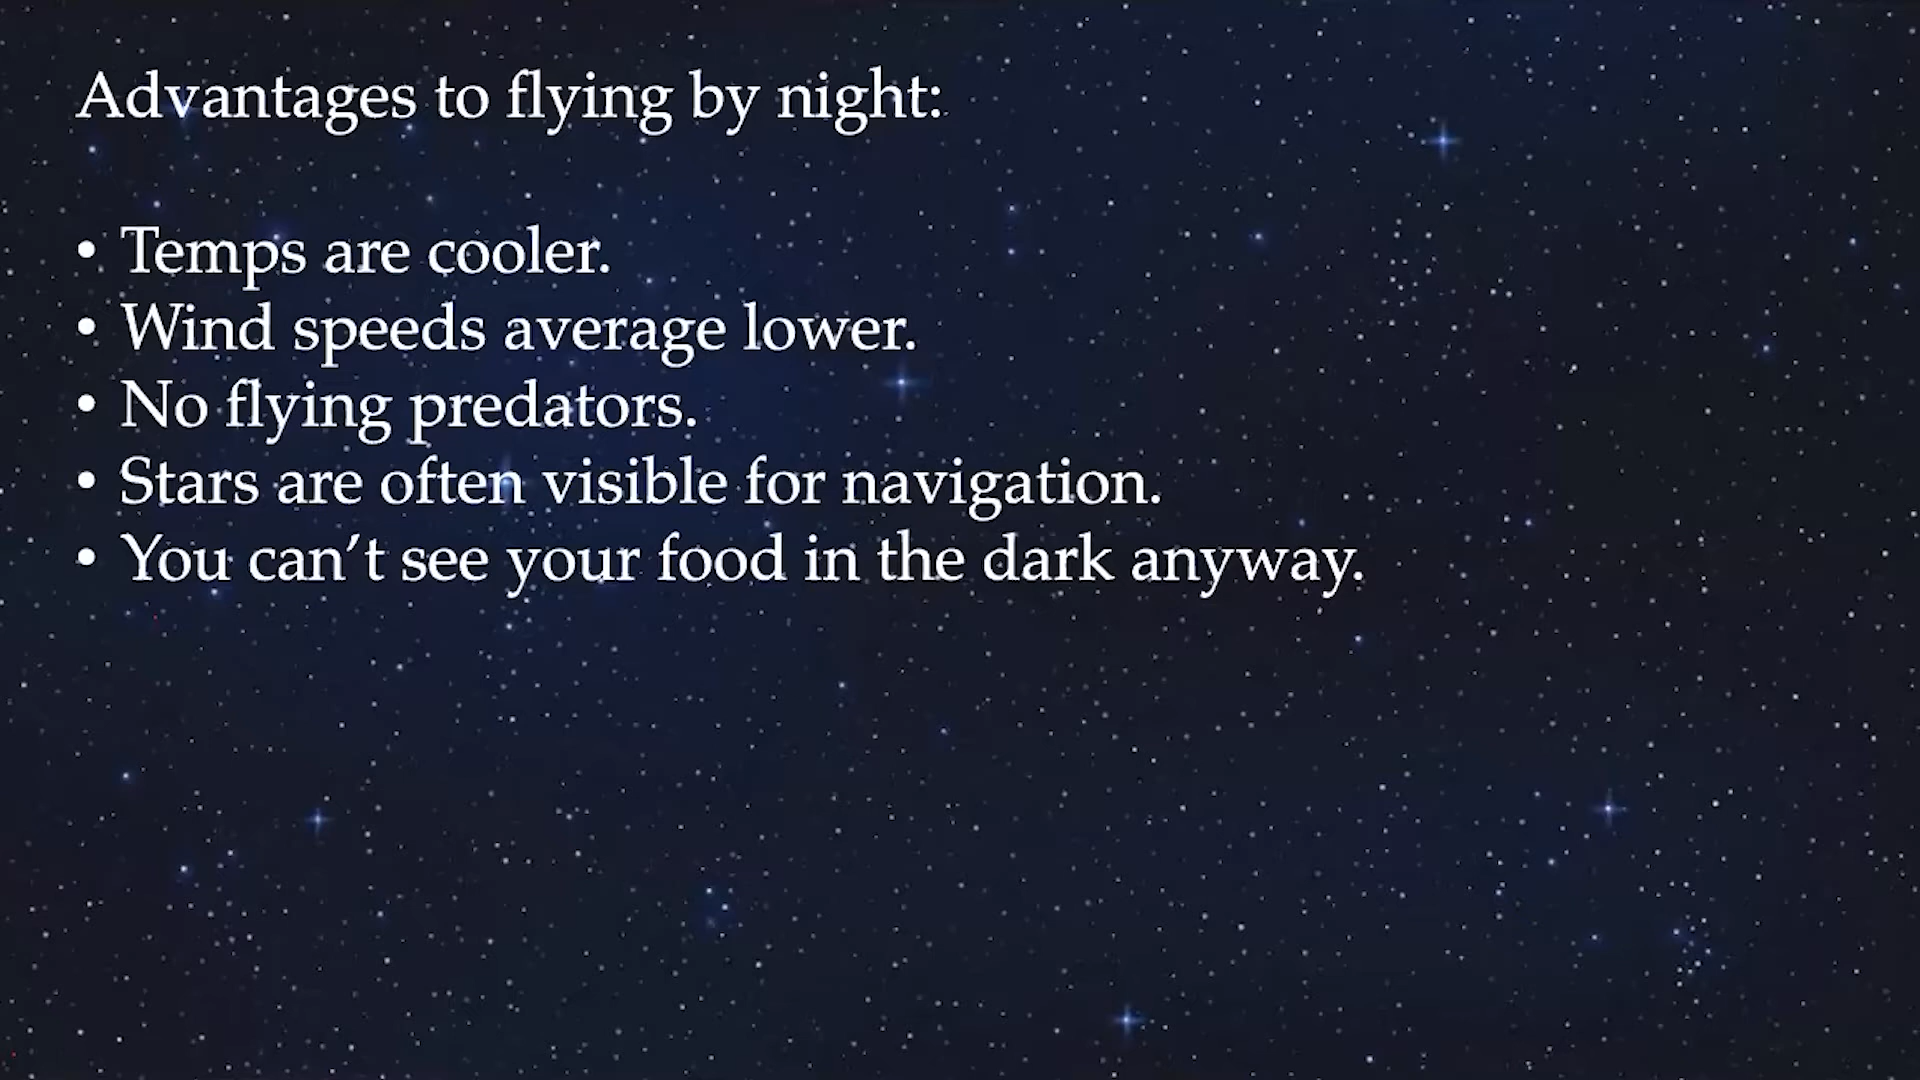 Advantages to flying by night:
• Temps are cooler.
• Wind speeds average lower.
• No flying predators.
• Stars are often visible for navigation.
• You can’t see your food in the dark anyway.